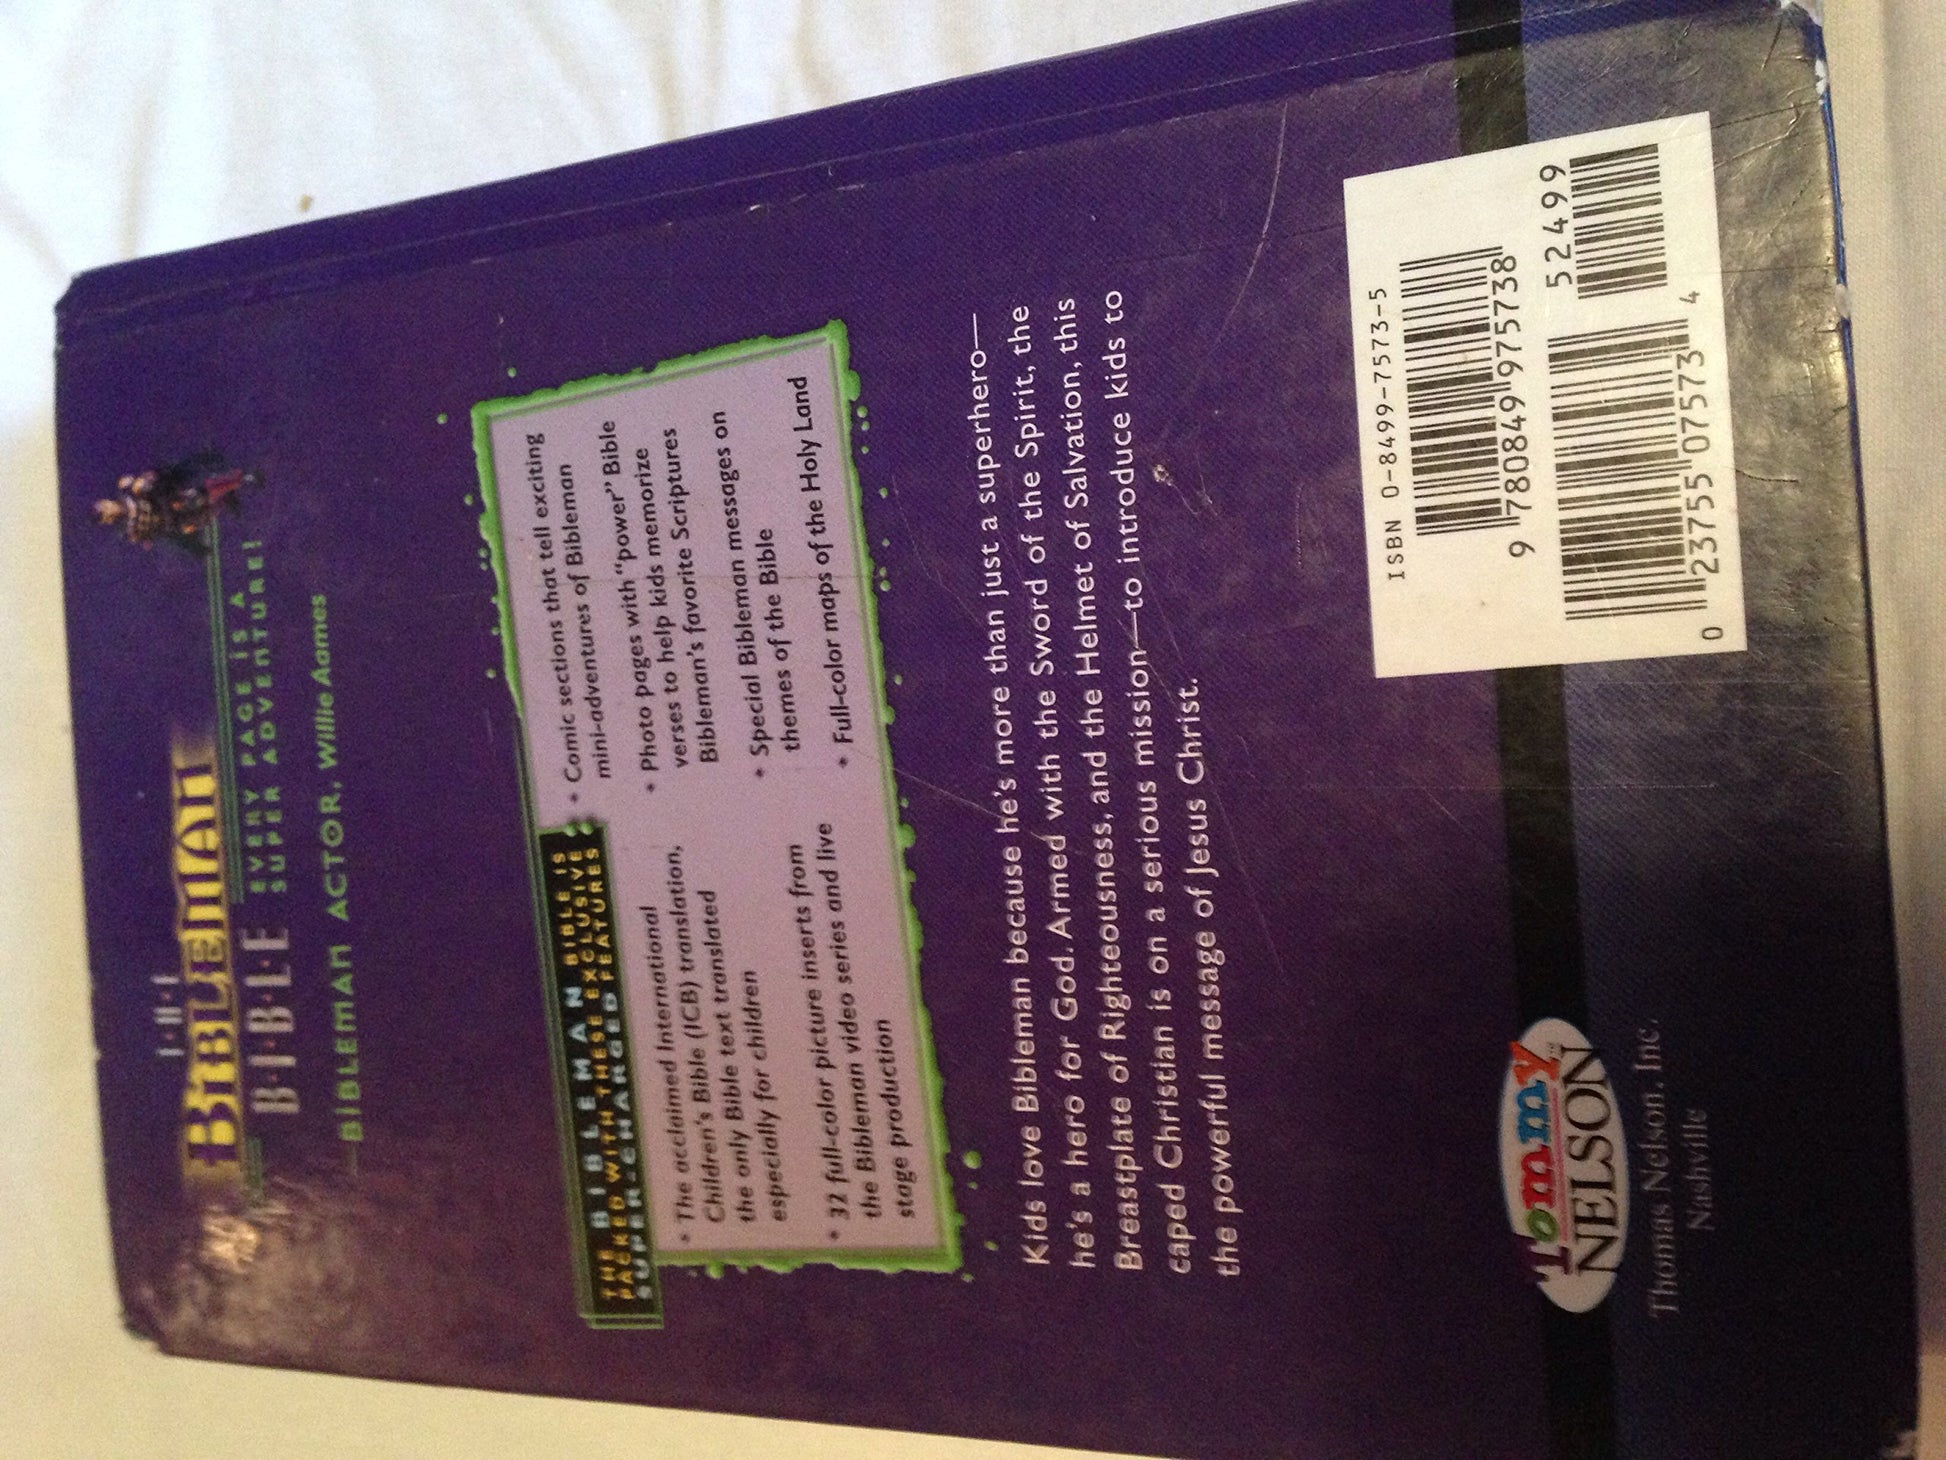 THE
BIBLEMAN
B·I·B·L·E
EVERY PAGE IS A
SUPER ADVENTURE!
—BIBLEMAN ACTOR, Willie Aames
THE BIBLEMAN BIBLE IS
PACKED WITH THESE EXCLUSIVE
SUPER-CHARGED FEATURES
• The acclaimed International
Children's Bible (ICB) translation,
the only Bible text translated
especially for children
• 32 full-color picture inserts from
the Bibleman video series and live
stage production
• Comic sections that tell exciting
mini-adventures of Bibleman
• Photo pages with "power" Bible
verses to help kids memorize
Bibleman's favorite Scriptures
• Special Bibleman messages on
themes of the Bible
• Full-color maps of the Holy Land
Kids love Bibleman because he's more than just a superhero—
he's a hero for God. Armed with the Sword of the Spirit, the
Breastplate of Righteousness, and the Helmet of Salvation, this
caped Christian is on a serious mission—to introduce kids to
the powerful message of Jesus Christ.
Tommy
NELSON
Thomas Nelson, Inc.
Nashville
ISBN 0-8499-7573-5
9 780849 975738
52499
0 23755 07573 4